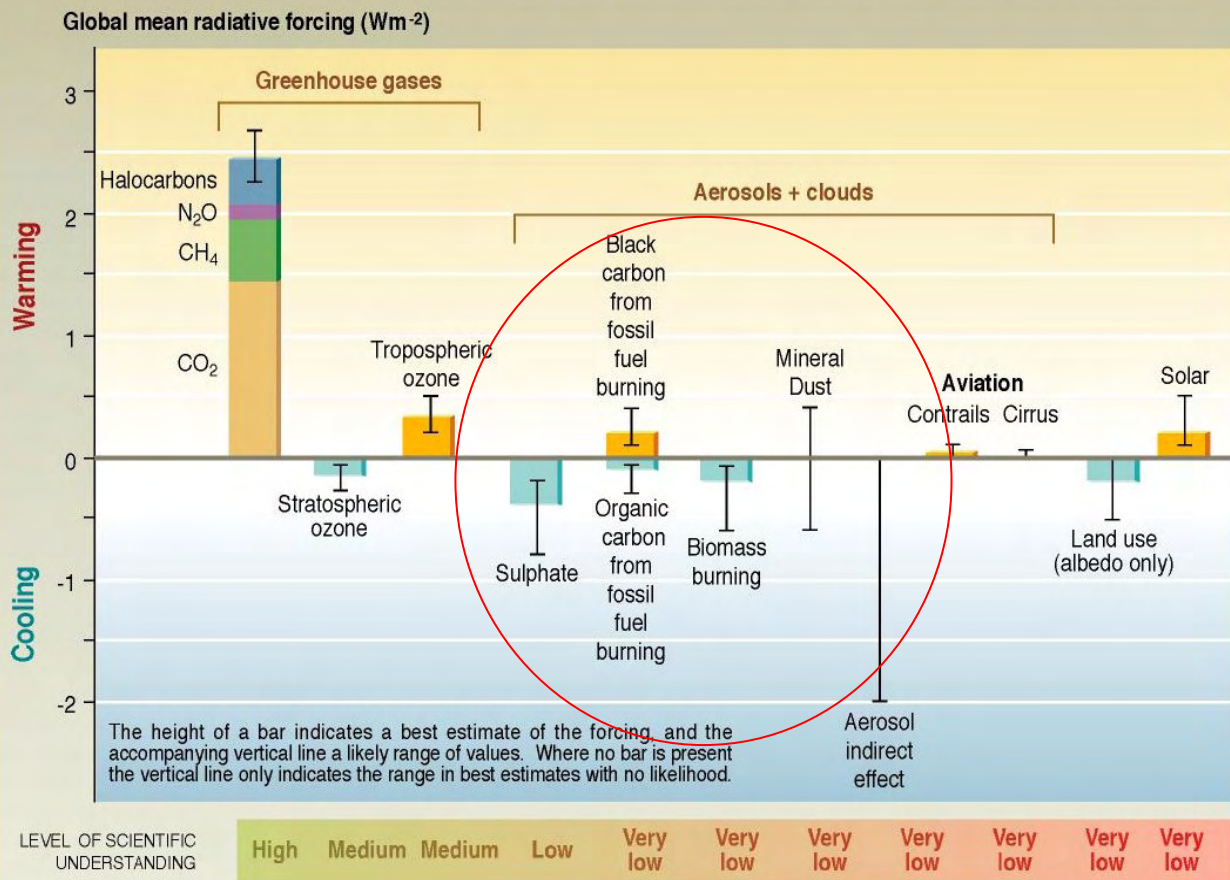 Global mean radiative forcing (Wm-2)
3
2
1
0
-1
-2
Warming
Cooling
Greenhouse gases
Halocarbons
N2O
CH4
CO2
Stratospheric
ozone
Tropospheric
ozone
Aerosols + clouds
Sulphate
Black
carbon
from
fossil
fuel
burning
Organic
carbon
from
fossil
fuel
burning
Biomass
burning
Mineral
Dust
Aerosol
indirect
effect
Aviation
Contrails Cirrus
Land use
(albedo only)
Solar
The height of a bar indicates a best estimate of the forcing, and the
accompanying vertical line a likely range of values. Where no bar is present
the vertical line only indicates the range in best estimates with no likelihood.
LEVEL OF SCIENTIFIC
UNDERSTANDING
High
Medium
Medium
Low
Very
low
Very
low
Very
low
Very
low
Very
low
Very
low
Very
low